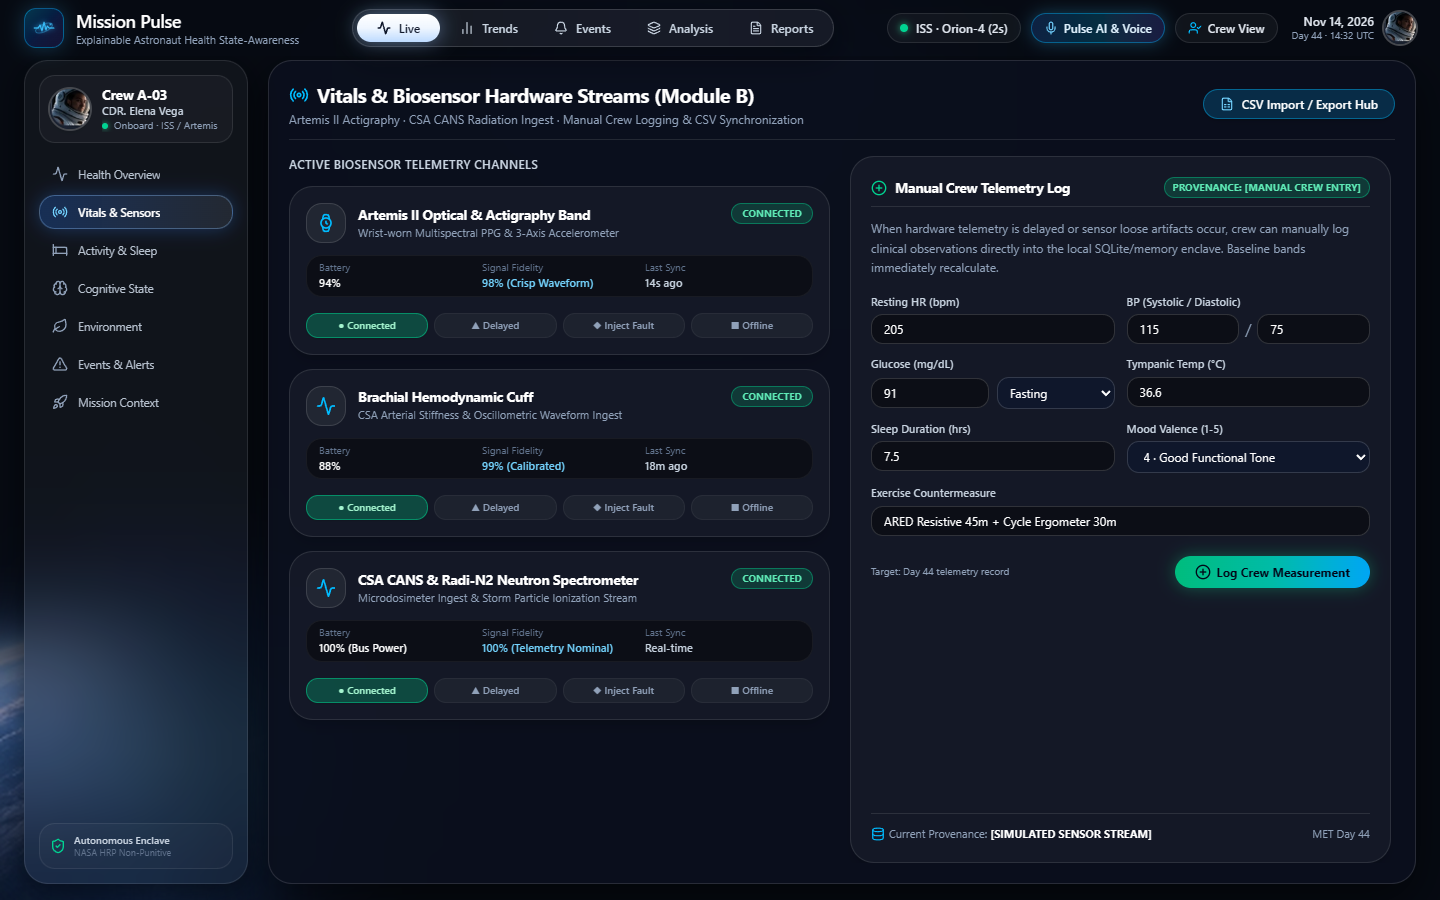 Mission Pulse
Explainable Astronaut Health State-Awareness
Live
Trends
Events
Analysis
Reports
ISS · Orion-4 (2s)
Pulse AI & Voice
Crew View
Nov 14, 2026
Day 44 · 14:32 UTC
Crew A-03
CDR. Elena Vega
Onboard · ISS / Artemis
Health Overview
Vitals & Sensors
Activity & Sleep
Cognitive State
Environment
Events & Alerts
Mission Context
Autonomous Enclave
NASA HRP Non-Punitive
Vitals & Biosensor Hardware Streams (Module B)
Artemis II Actigraphy · CSA CANS Radiation Ingest · Manual Crew Logging & CSV Synchronization
CSV Import / Export Hub
ACTIVE BIOSENSOR TELEMETRY CHANNELS
Artemis II Optical & Actigraphy Band
Wrist-worn Multispectral PPG & 3-Axis Accelerometer
CONNECTED
Battery
94%
Signal Fidelity
98% (Crisp Waveform)
Last Sync
14s ago
● Connected
▲ Delayed
◆ Inject Fault
■ Offline
Brachial Hemodynamic Cuff
CSA Arterial Stiffness & Oscillometric Waveform Ingest
CONNECTED
Battery
88%
Signal Fidelity
99% (Calibrated)
Last Sync
18m ago
● Connected
▲ Delayed
◆ Inject Fault
■ Offline
CSA CANS & Radi-N2 Neutron Spectrometer
Microdosimeter Ingest & Storm Particle Ionization Stream
CONNECTED
Battery
100% (Bus Power)
Signal Fidelity
100% (Telemetry Nominal)
Last Sync
Real-time
● Connected
▲ Delayed
◆ Inject Fault
■ Offline
Manual Crew Telemetry Log
PROVENANCE: [MANUAL CREW ENTRY]
When hardware telemetry is delayed or sensor loose artifacts occur, crew can manually log
clinical observations directly into the local SQLite/memory enclave. Baseline bands
immediately recalculate.
Resting HR (bpm)
205
BP (Systolic / Diastolic)
115 / 75
Glucose (mg/dL)
91
Fasting
Tympanic Temp (°C)
36.6
Sleep Duration (hrs)
7.5
Mood Valence (1-5)
4 · Good Functional Tone
Exercise Countermeasure
ARED Resistive 45m + Cycle Ergometer 30m
Target: Day 44 telemetry record
Log Crew Measurement
Current Provenance: [SIMULATED SENSOR STREAM]
MET Day 44